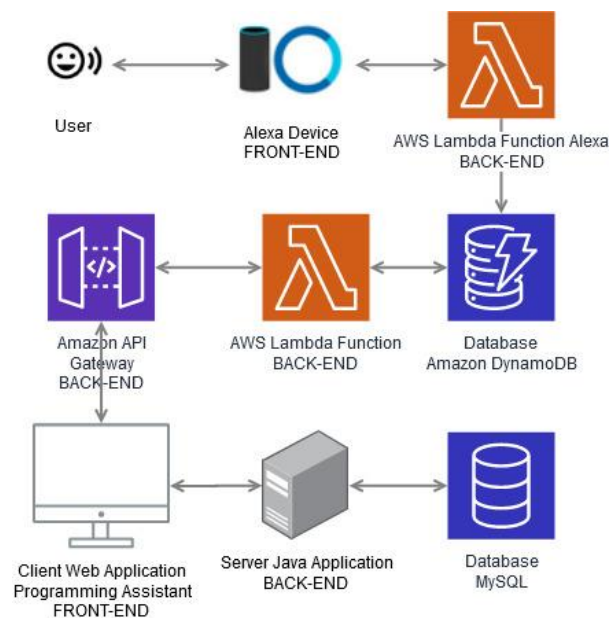 User
Alexa Device
FRONT-END
AWS Lambda Function Alexa
BACK-END
</>
Amazon API
Gateway
BACK-END
AWS Lambda Function
BACK-END
Database
Amazon DynamoDB
Client Web Application
Programming Assistant
FRONT-END
Server Java Application
BACK-END
Database
MySQL